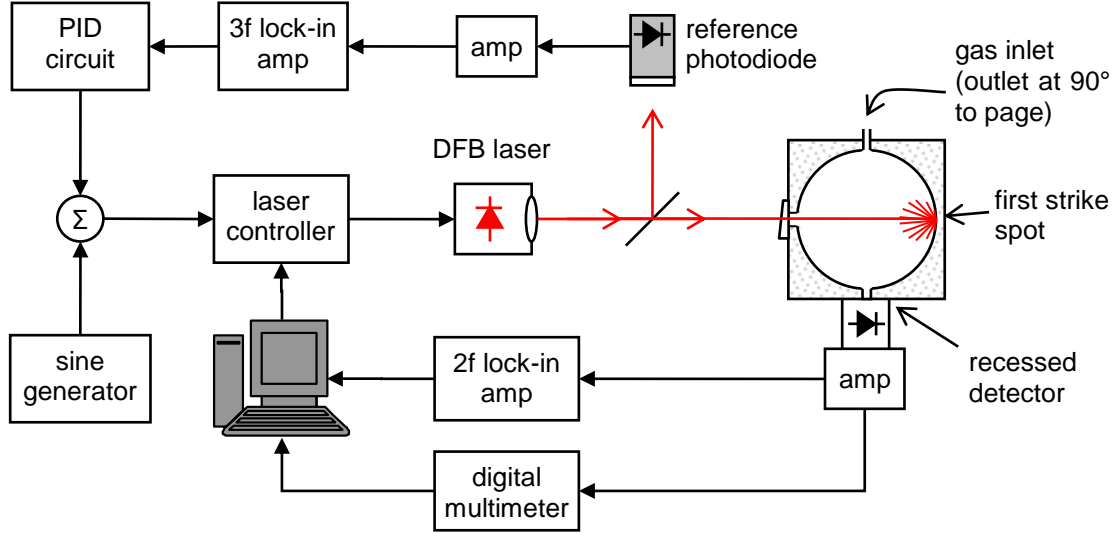 PID
circuit
3f lock-in
amp
amp
reference
photodiode
gas inlet
(outlet at 90°
to page)
DFB laser
Σ
laser
controller
first strike
spot
sine
generator
2f lock-in
amp
amp
recessed
detector
digital
multimeter